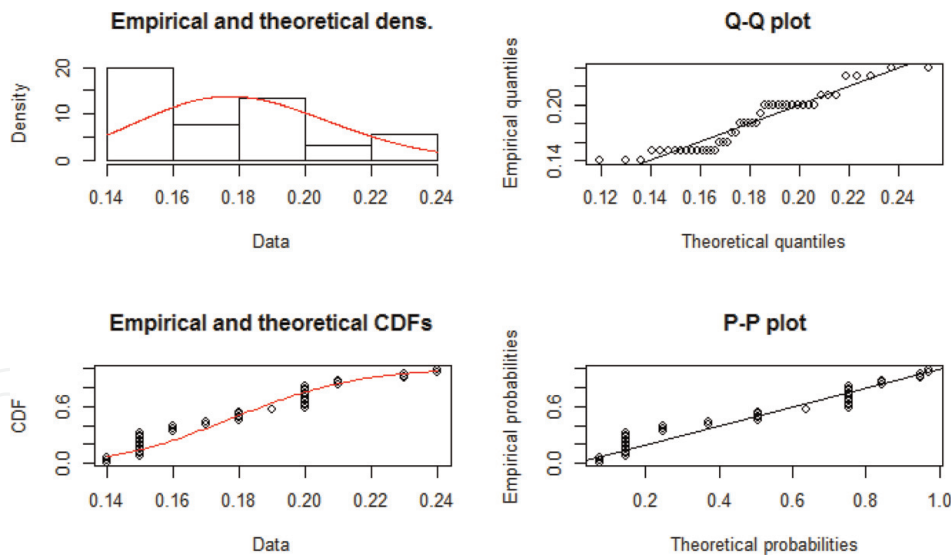 Empirical and theoretical dens.
Density
0 10 20
0.14 0.16 0.18 0.20 0.22 0.24
Data
Q-Q plot
Empirical quantiles
0.14 0.20
0.12 0.14 0.16 0.18 0.20 0.22 0.24
Theoretical quantiles
Empirical and theoretical CDFs
CDF
0.0 0.6
0.14 0.16 0.18 0.20 0.22 0.24
Data
P-P plot
Empirical probabilities
0.0 0.6
0.2 0.4 0.6 0.8 1.0
Theoretical probabilities